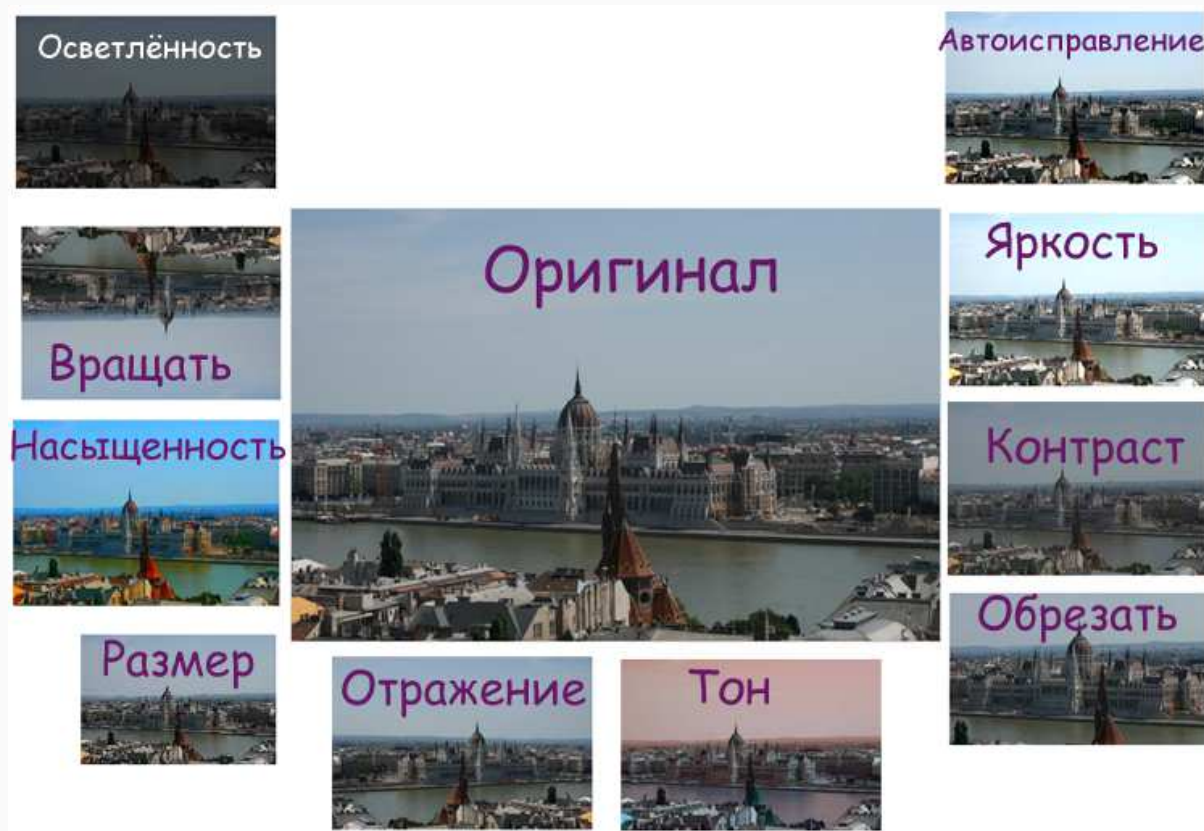 Осветлённость
Автоисправление
Вращать
Оригинал
Яркость
Насыщенность
Контраст
Размер
Отражение
Тон
Обрезать